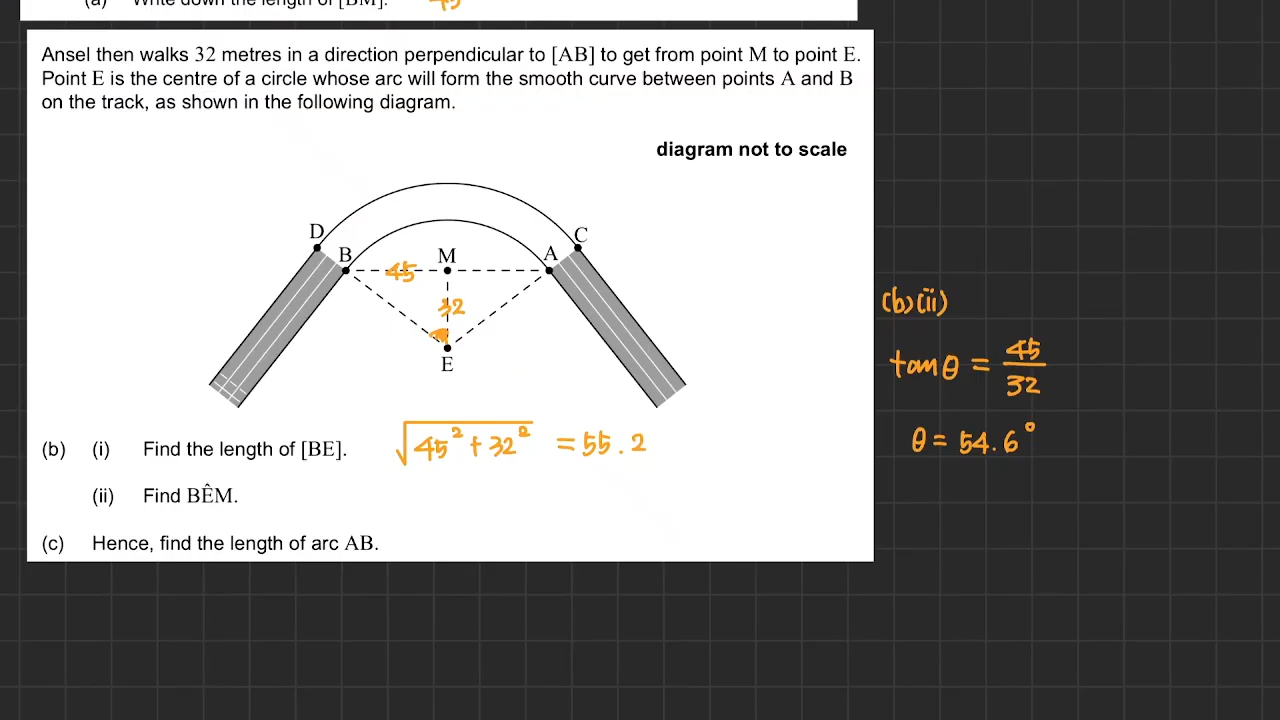 (a) Write down the length of [BM]. 45
Ansel then walks 32 metres in a direction perpendicular to [AB] to get from point M to point E.
Point E is the centre of a circle whose arc will form the smooth curve between points A and B
on the track, as shown in the following diagram.
diagram not to scale
D
C
B
M
A
45
32
E
(b) (i) Find the length of [BE]. √(45² + 32²) = 55.2
(ii) Find BÊM.
(c) Hence, find the length of arc AB.
(b)(ii)
tanθ = 45/32
θ = 54.6°